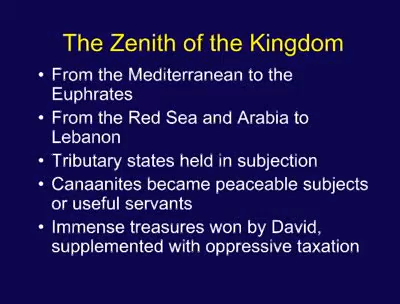 The Zenith of the Kingdom
• From the Mediterranean to the
Euphrates
• From the Red Sea and Arabia to
Lebanon
• Tributary states held in subjection
• Canaanites became peaceable subjects
or useful servants
• Immense treasures won by David,
supplemented with oppressive taxation